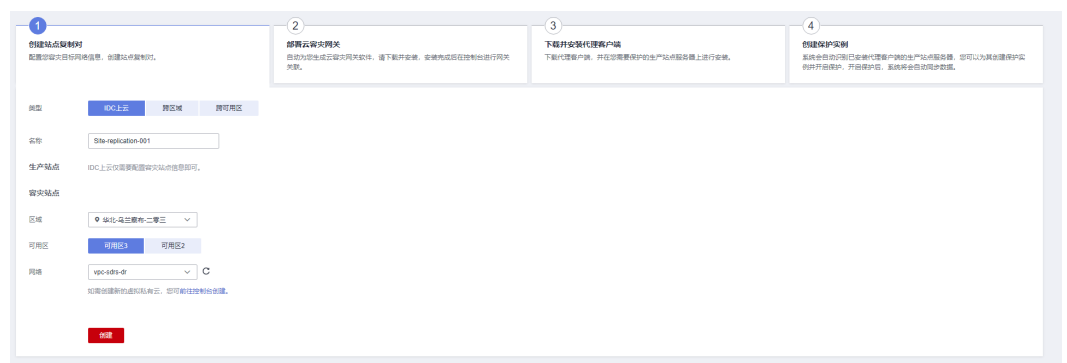 1
创建站点复制对
配置您容灾目标网络信息，创建站点复制对。
2
部署云容灾网关
自动为您生成云容灾网关软件，请下载并安装，安装完成后在控制台进行网关
关联。
3
下载并安装代理客户端
下载代理客户端，并在您需要保护的生产站点服务器上进行安装。
4
创建保护实例
系统会自动识别已安装代理客户端的生产站点服务器，您可以为其创建保护实
例并开启保护，开启保护后，系统将会自动同步数据。
类型 IDC上云 跨区域 跨可用区
名称 Site-replication-001
生产站点 IDC上云仅需要配置容灾站点信息即可。
容灾站点
区域 华北-乌兰察布-二零三
可用区 可用区3 可用区2
网络 vpc-sdrs-dr
如需创建新的虚拟私有云，您可前往控制台创建。
创建